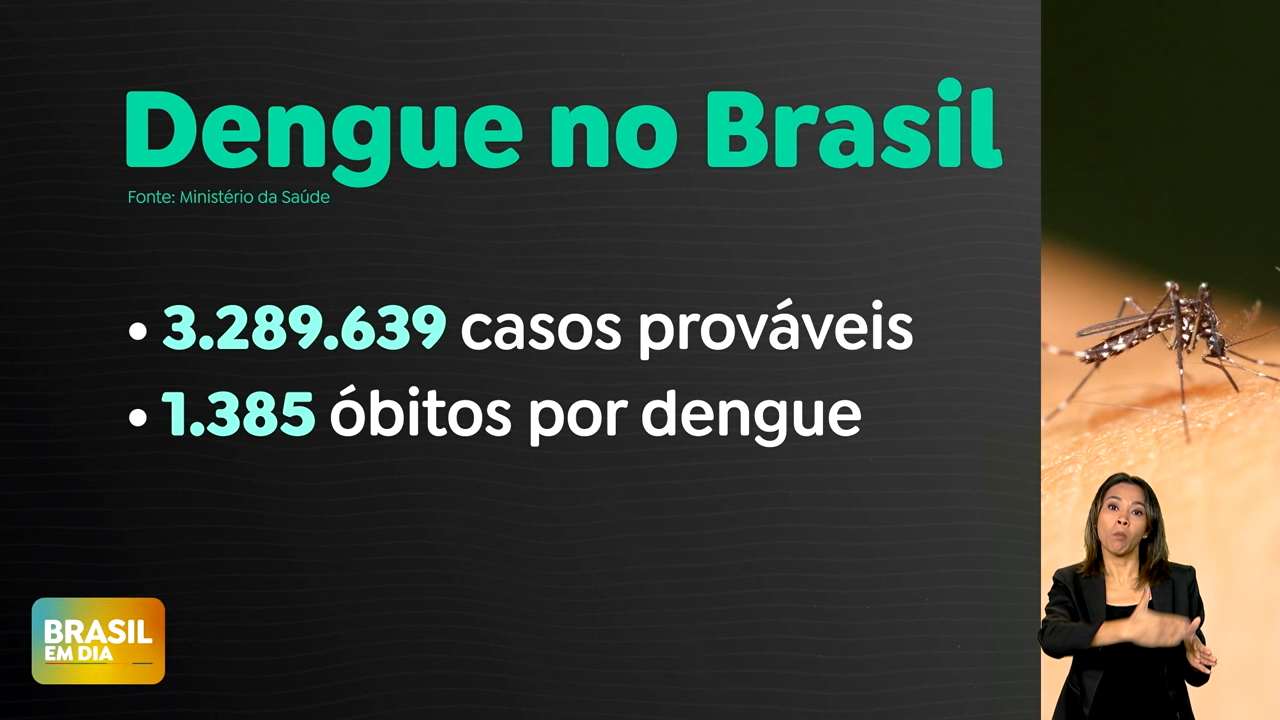 Dengue no Brasil
Fonte: Ministério da Saúde
• 3.289.639 casos prováveis
• 1.385 óbitos por dengue
BRASIL
EM DIA